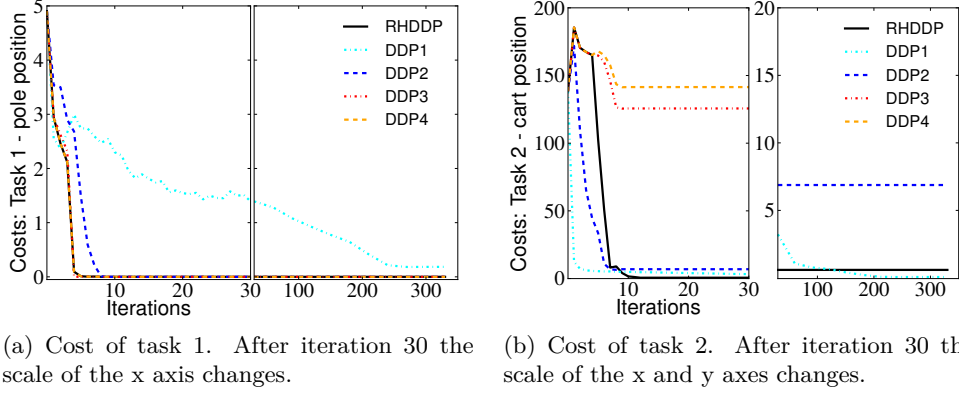 Costs: Task 1 - pole position
5
4
3
2
1
0
10
20
30
100
200
300
Iterations
RHDDP
DDP1
DDP2
DDP3
DDP4
Costs: Task 2 - cart position
200
150
100
50
0
10
20
30
Iterations
RHDDP
DDP1
DDP2
DDP3
DDP4
20
15
10
5
100
200
300
(a) Cost of task 1. After iteration 30 the
scale of the x axis changes.
(b) Cost of task 2. After iteration 30 th
scale of the x and y axes changes.